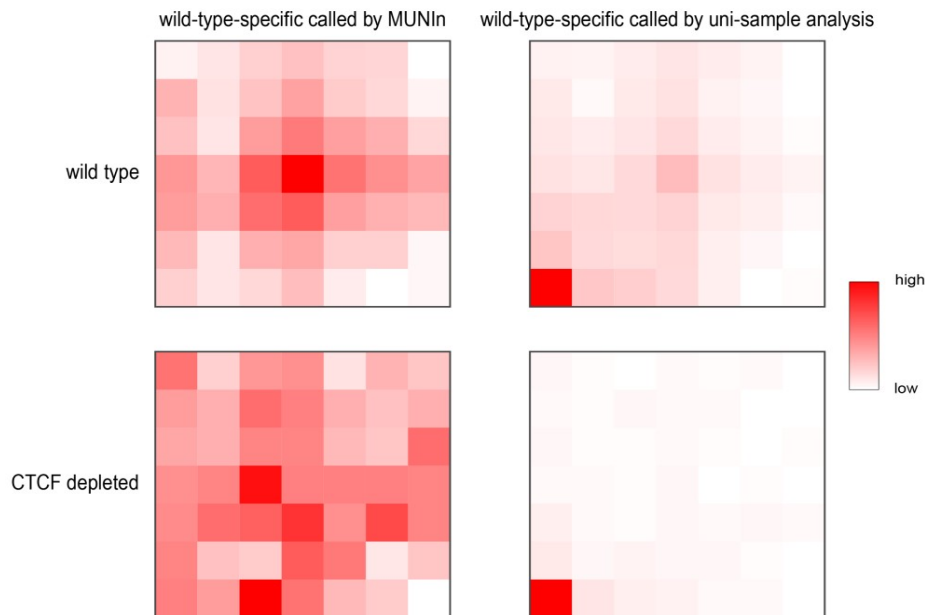 wild-type-specific called by MUNIn
wild-type-specific called by uni-sample analysis
wild type
high
low
CTCF depleted